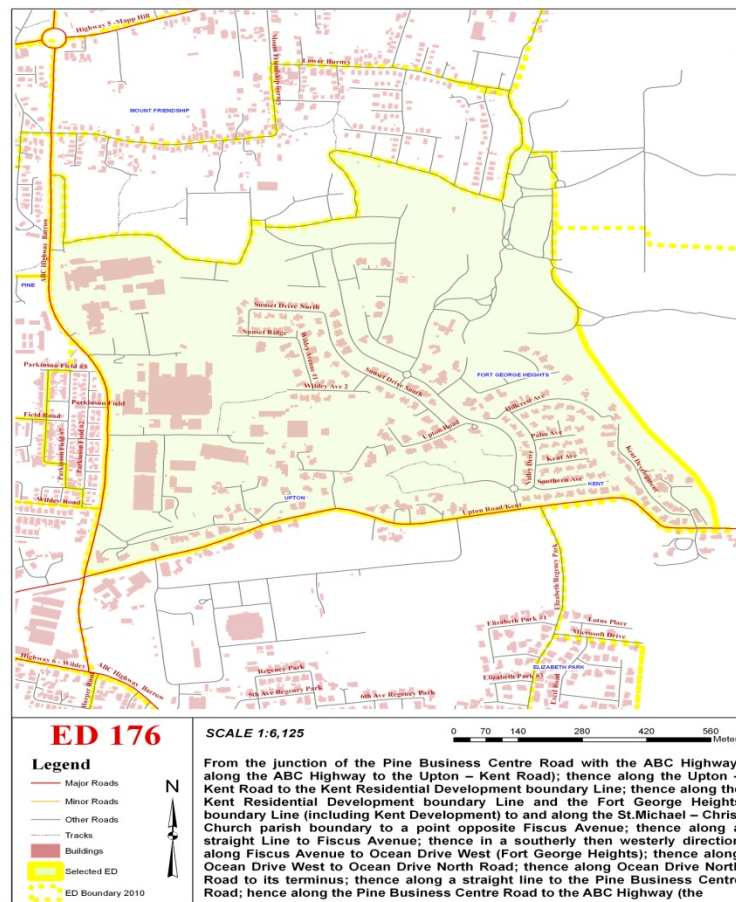 Highway 5 -Mapp Hill
Lower Burney
Mount Friendship/Burney
MOUNT FRIENDSHIP
ABC Highway Barrow
PINE
Sunset Drive North
Sunset Ridge
Wildey Avenue #1
Wildey Ave 2
Sunset Drive South
FORT GEORGE HEIGHTS
Parkinson Field #3
Parkinson Field
Field Road
Parkinson Field #1
Parkinson Field #2
Hillcrest Ave
Upton Road
Palm Ave
Kent Ave
Valley Drive
Southern Ave
Kent Development
KENT
Wildey Road
UPTON
Upton Road/Kent
Elizabeth/Regency Park
Elizabeth Park #1
Lotus Place
Microsoft Drive
ELIZABETH PARK
Elizabeth Park #3
Excel Road
Highway 6 - Wildey
ABC Highway Barrow
Harper Road
Regency Park
5th Ave Regency Park
6th Ave Regency Park
ED 176
Legend
Major Roads
Minor Roads
Other Roads
Tracks
Buildings
Selected ED
ED Boundary 2010
N
SCALE 1:6,125
0 70 140 280 420 560
Meter
From the junction of the Pine Business Centre Road with the ABC Highway
along the ABC Highway to the Upton – Kent Road); thence along the Upton -
Kent Road to the Kent Residential Development boundary Line; thence along the
Kent Residential Development boundary Line and the Fort George Heights
boundary Line (including Kent Development) to and along the St.Michael – Chris
Church parish boundary to a point opposite Fiscus Avenue; thence along a
straight Line to Fiscus Avenue; thence in a southerly then westerly direction
along Fiscus Avenue to Ocean Drive West (Fort George Heights); thence along
Ocean Drive West to Ocean Drive North Road; thence along Ocean Drive North
Road to its terminus; thence along a straight line to the Pine Business Centre
Road; hence along the Pine Business Centre Road to the ABC Highway (the